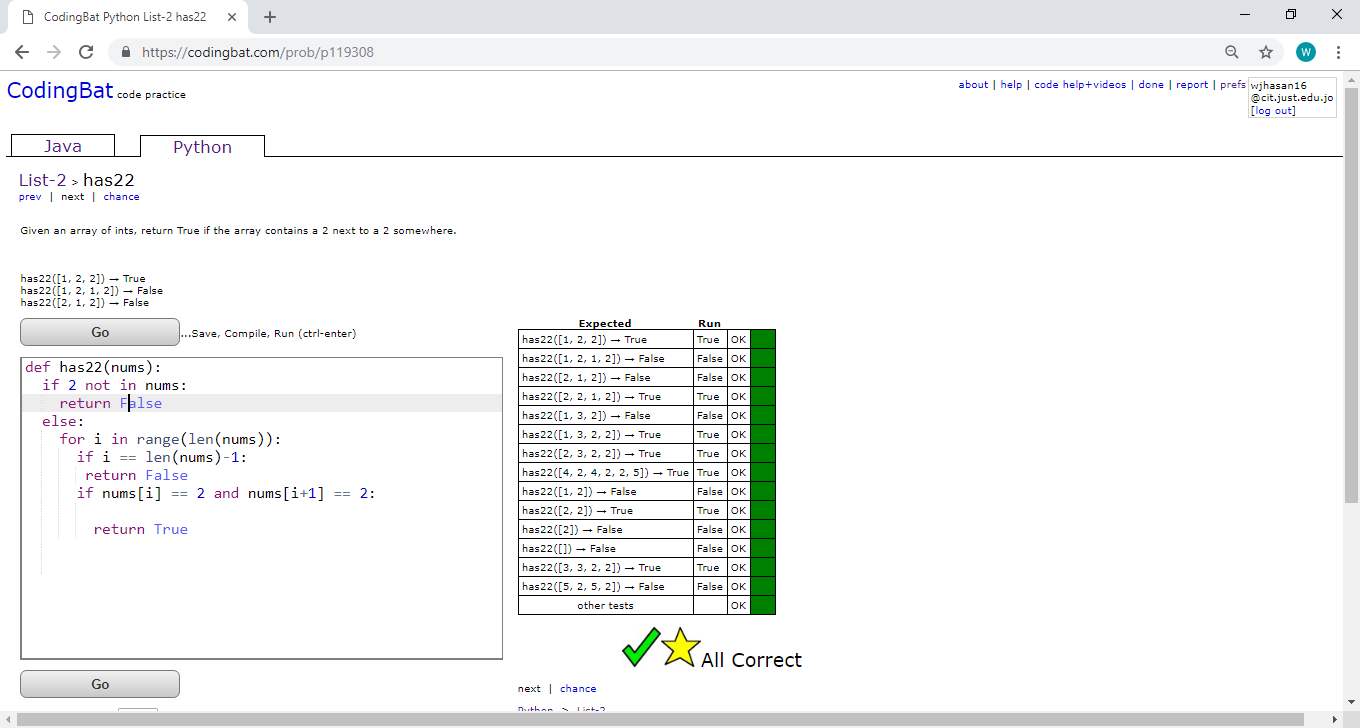 CodingBat Python List-2 has22
https://codingbat.com/prob/p119308
W
CodingBat code practice
about | help | code help+videos | done | report | prefs
wjhasan16
@cit.just.edu.jo
[log out]
Java
Python
List-2 > has22
prev | next | chance
Given an array of ints, return True if the array contains a 2 next to a 2 somewhere.
has22([1, 2, 2]) → True
has22([1, 2, 1, 2]) → False
has22([2, 1, 2]) → False
Go
...Save, Compile, Run (ctrl-enter)
def has22(nums):
  if 2 not in nums:
    return False
  else:
    for i in range(len(nums)):
      if i == len(nums)-1:
       return False
      if nums[i] == 2 and nums[i+1] == 2:
        return True
Go
Expected Run
has22([1, 2, 2]) → True True OK
has22([1, 2, 1, 2]) → False False OK
has22([2, 1, 2]) → False False OK
has22([2, 2, 1, 2]) → True True OK
has22([1, 3, 2]) → False False OK
has22([1, 3, 2, 2]) → True True OK
has22([2, 3, 2, 2]) → True True OK
has22([4, 2, 4, 2, 2, 5]) → True True OK
has22([1, 2]) → False False OK
has22([2, 2]) → True True OK
has22([2]) → False False OK
has22([]) → False False OK
has22([3, 3, 2, 2]) → True True OK
has22([5, 2, 5, 2]) → False False OK
other tests OK
All Correct
next | chance
Python > List-2